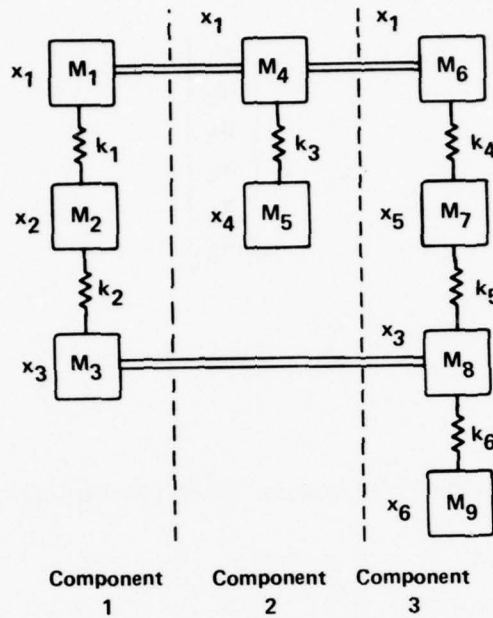 x₁
x₁
x₁ M₁ M₄ M₆
k₁ k₃ k₄
x₂ M₂ x₄ M₅ x₅ M₇
k₂ k₅
x₃
x₃ M₃ M₈
k₆
x₆ M₉
Component Component Component
1 2 3